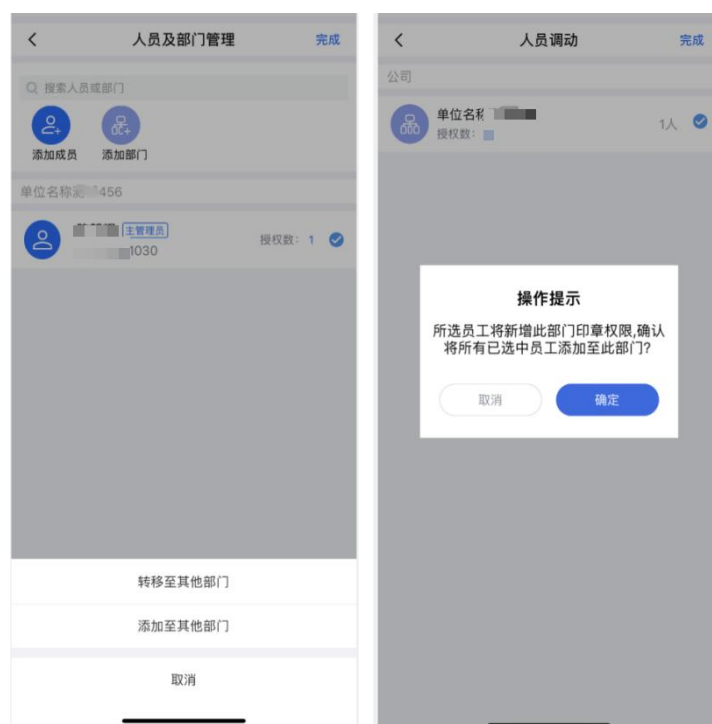 人员及部门管理
完成
搜索人员或部门
添加成员
添加部门
单位名称
456
主管理员
1030
授权数: 1
转移至其他部门
添加至其他部门
取消
人员调动
完成
公司
单位名称
授权数:
1人
操作提示
所选员工将新增此部门印章权限,确认
将所有已选中员工添加至此部门?
取消
确定